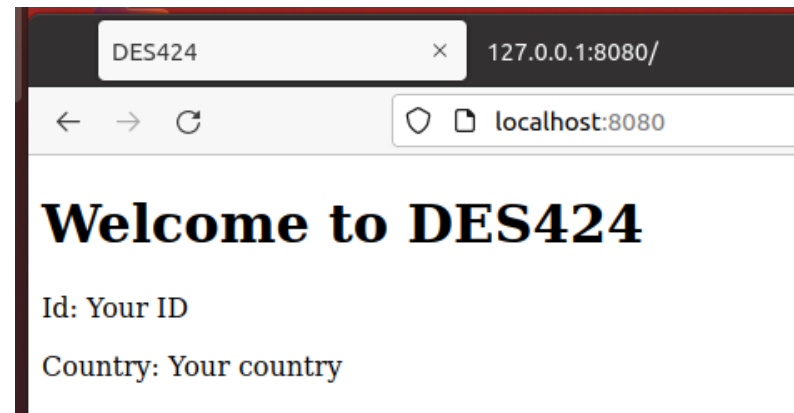 DES424 × 127.0.0.1:8080/
localhost:8080
Welcome to DES424
Id: Your ID
Country: Your country